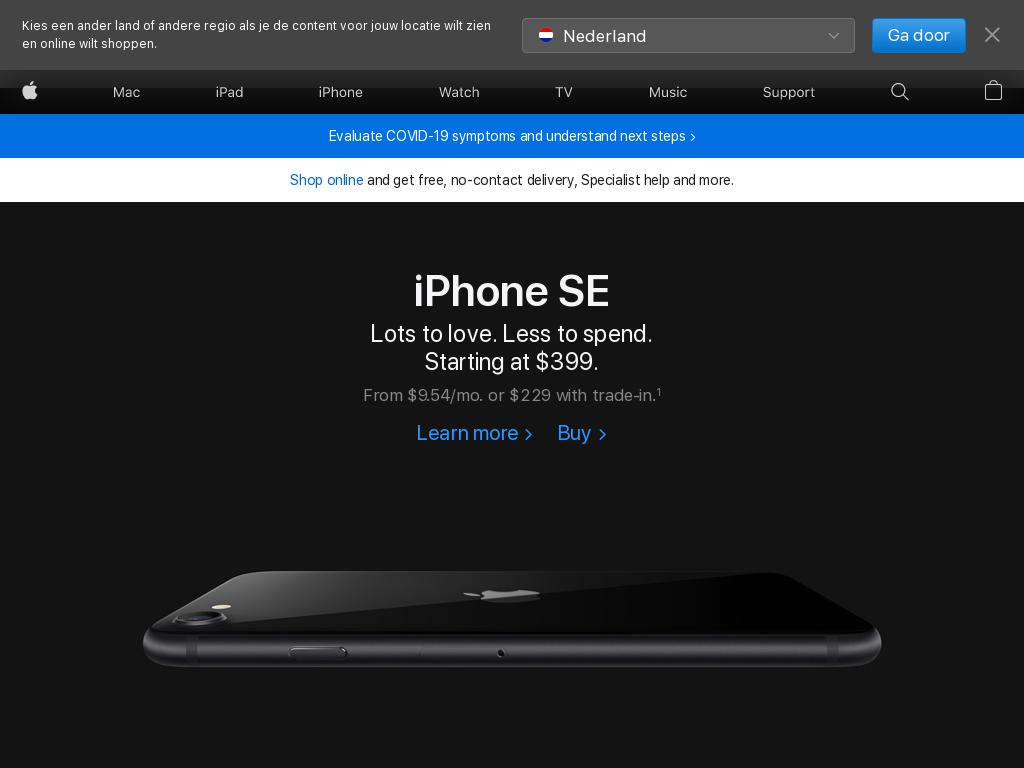 Kies een ander land of andere regio als je de content voor jouw locatie wilt zien
en online wilt shoppen.
Nederland
Ga door
Mac
iPad
iPhone
Watch
TV
Music
Support
Evaluate COVID-19 symptoms and understand next steps ›
Shop online and get free, no-contact delivery, Specialist help and more.
iPhone SE
Lots to love. Less to spend.
Starting at $399.
From $9.54/mo. or $229 with trade-in.¹
Learn more ›
Buy ›